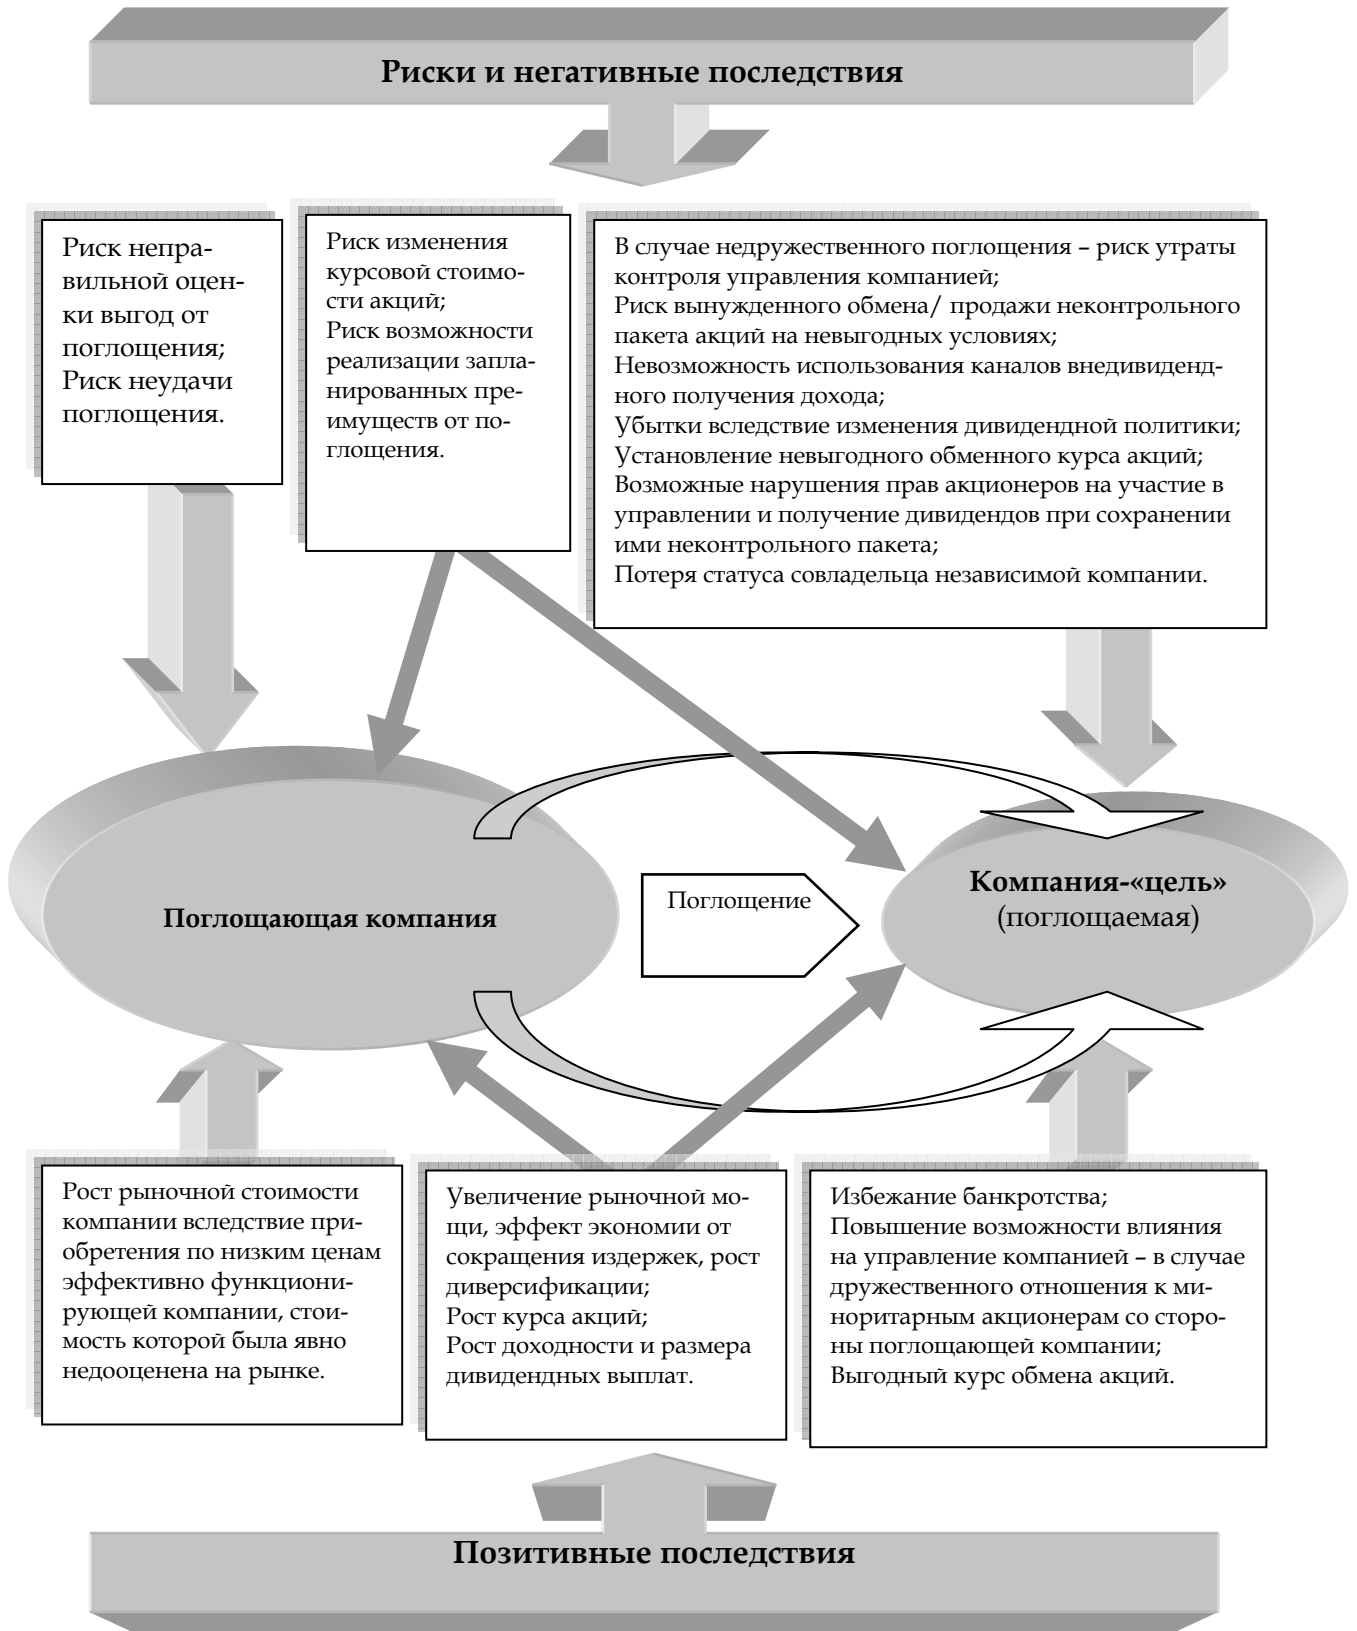 Риски и негативные последствия
Риск непра-
вильной оцен-
ки выгод от
поглощения;
Риск неудачи
поглощения.
Риск изменения
курсовой стоимо-
сти акций;
Риск возможности
реализации запла-
нированных пре-
имуществ от по-
глощения.
В случае недружественного поглощения – риск утраты
контроля управления компанией;
Риск вынужденного обмена/ продажи неконтрольного
пакета акций на невыгодных условиях;
Невозможность использования каналов внедивиденд-
ного получения дохода;
Убытки вследствие изменения дивидендной политики;
Установление невыгодного обменного курса акций;
Возможные нарушения прав акционеров на участие в
управлении и получение дивидендов при сохранении
ими неконтрольного пакета;
Потеря статуса совладельца независимой компании.
Поглощающая компания
Поглощение
Компания-«цель»
(поглощаемая)
Рост рыночной стоимости
компании вследствие при-
обретения по низким ценам
эффективно функциони-
рующей компании, стои-
мость которой была явно
недооценена на рынке.
Увеличение рыночной мо-
щи, эффект экономии от
сокращения издержек, рост
диверсификации;
Рост курса акций;
Рост доходности и размера
дивидендных выплат.
Избежание банкротства;
Повышение возможности влияния
на управление компанией – в случае
дружественного отношения к ми-
норитарным акционерам со сторо-
ны поглощающей компании;
Выгодный курс обмена акций.
Позитивные последствия